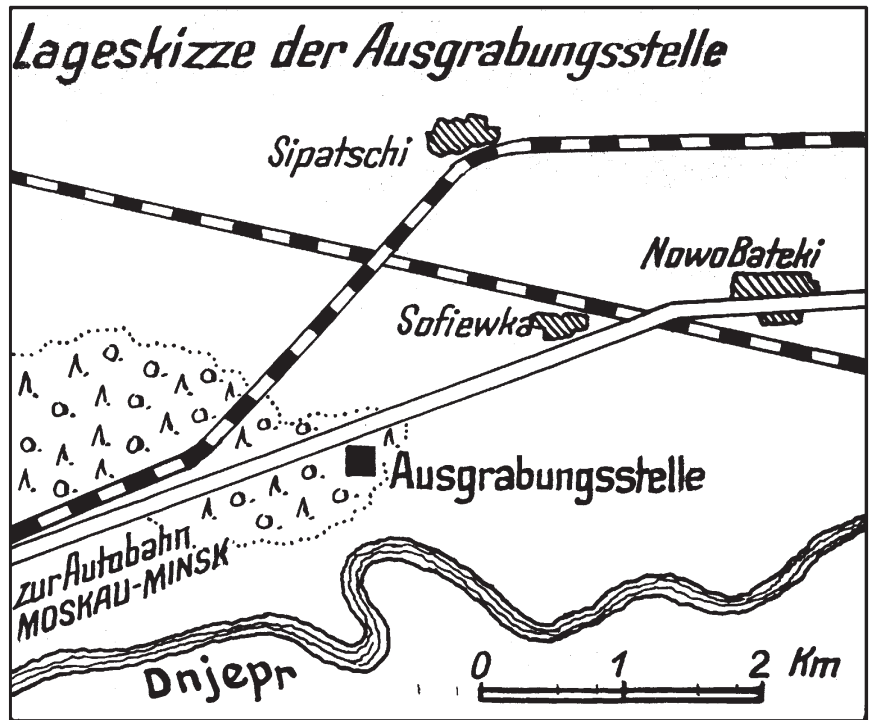 Lageskizze der Ausgrabungsstelle
Sipatschi
NowoBateki
Sofiewka
Ausgrabungsstelle
zur Autobahn
MOSKAU-MINSK
Dnjepr
0 1 2 Km